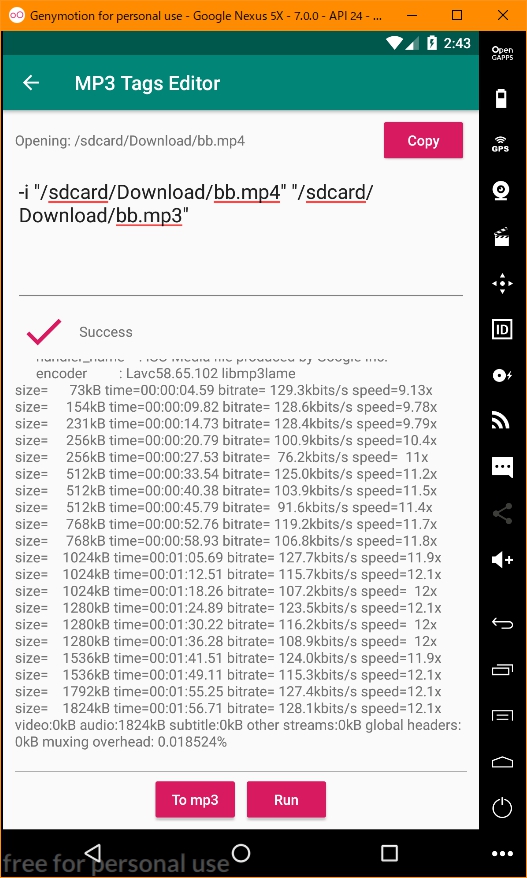 Genymotion for personal use - Google Nexus 5X - 7.0.0 - API 24 - ...
Open
GAPPS
2:43
MP3 Tags Editor
Opening: /sdcard/Download/bb.mp4
Copy
GPS
-i "/sdcard/Download/bb.mp4" "/sdcard/
Download/bb.mp3"
ID
Success
encoder : Lavc58.65.102 libmp3lame
size= 73kB time=00:00:04.59 bitrate= 129.3kbits/s speed=9.13x
size= 154kB time=00:00:09.82 bitrate= 128.6kbits/s speed=9.78x
size= 231kB time=00:00:14.73 bitrate= 128.4kbits/s speed=9.79x
size= 256kB time=00:00:20.79 bitrate= 100.9kbits/s speed=10.4x
size= 256kB time=00:00:27.53 bitrate= 76.2kbits/s speed= 11x
size= 512kB time=00:00:33.54 bitrate= 125.0kbits/s speed=11.2x
size= 512kB time=00:00:40.38 bitrate= 103.9kbits/s speed=11.5x
size= 512kB time=00:00:45.79 bitrate= 91.6kbits/s speed=11.4x
size= 768kB time=00:00:52.76 bitrate= 119.2kbits/s speed=11.7x
size= 768kB time=00:00:58.93 bitrate= 106.8kbits/s speed=11.8x
size= 1024kB time=00:01:05.69 bitrate= 127.7kbits/s speed=11.9x
size= 1024kB time=00:01:12.51 bitrate= 115.7kbits/s speed=12.1x
size= 1024kB time=00:01:18.26 bitrate= 107.2kbits/s speed= 12x
size= 1280kB time=00:01:24.89 bitrate= 123.5kbits/s speed=12.1x
size= 1280kB time=00:01:30.22 bitrate= 116.2kbits/s speed= 12x
size= 1280kB time=00:01:36.28 bitrate= 108.9kbits/s speed= 12x
size= 1536kB time=00:01:41.51 bitrate= 124.0kbits/s speed=11.9x
size= 1536kB time=00:01:49.11 bitrate= 115.3kbits/s speed=12.1x
size= 1792kB time=00:01:55.25 bitrate= 127.4kbits/s speed=12.1x
size= 1824kB time=00:01:56.71 bitrate= 128.1kbits/s speed=12.1x
video:0kB audio:1824kB subtitle:0kB other streams:0kB global headers:
0kB muxing overhead: 0.018524%
To mp3
Run
free for personal use